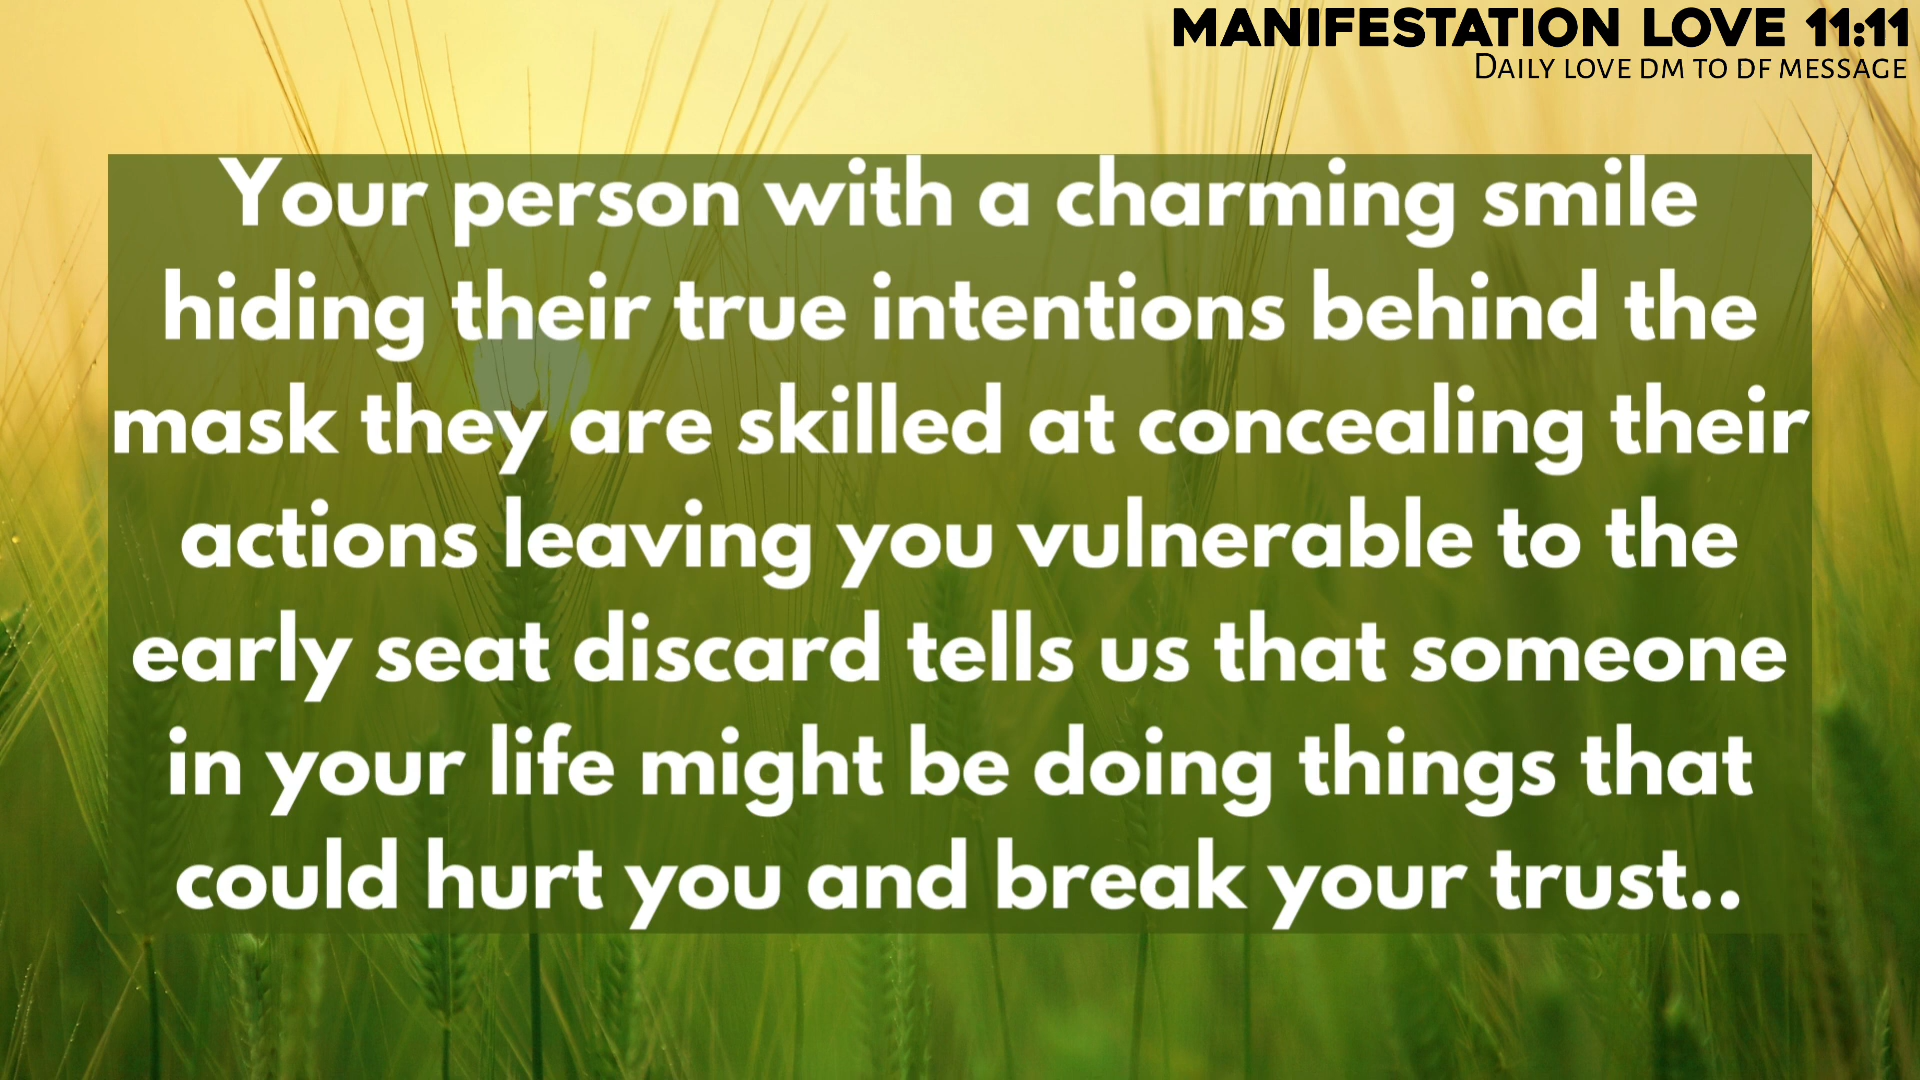 MANIFESTATION LOVE 11:11
DAILY LOVE DM TO DF MESSAGE
Your person with a charming smile
hiding their true intentions behind the
mask they are skilled at concealing their
actions leaving you vulnerable to the
early seat discard tells us that someone
in your life might be doing things that
could hurt you and break your trust..